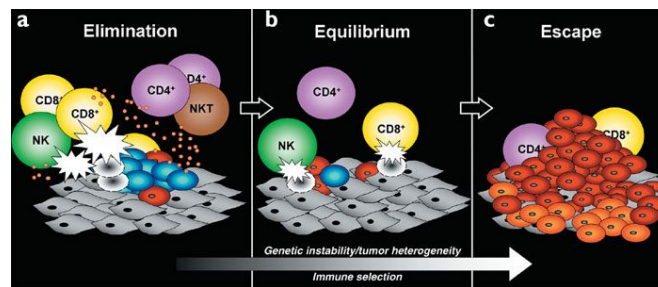 a
Elimination
CD8⁺
CD8⁺
NK
CD4⁺
CD4⁺
NKT
b
Equilibrium
CD4⁺
NK
CD8⁺
c
Escape
CD4⁺
CD8⁺
Genetic instability/tumor heterogeneity
Immune selection